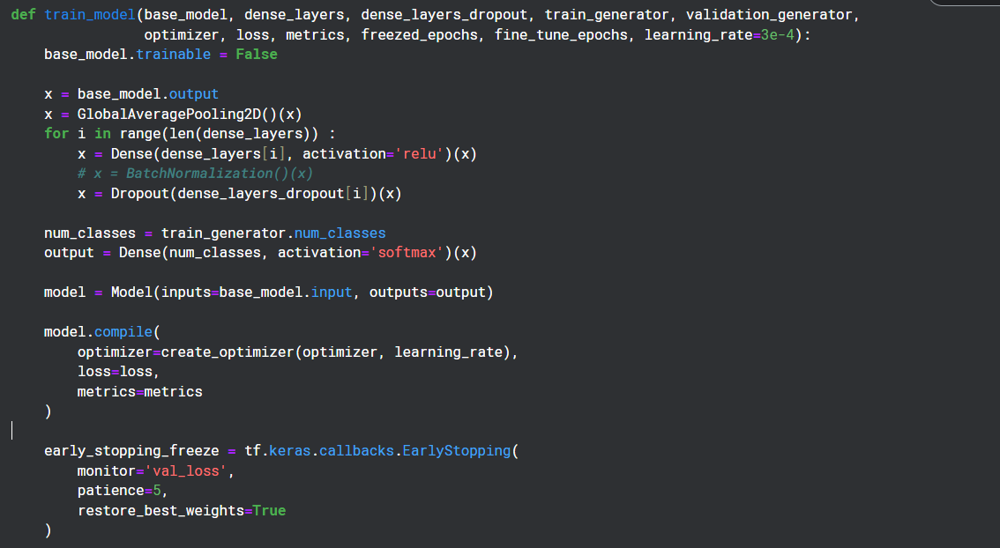 def train_model(base_model, dense_layers, dense_layers_dropout, train_generator, validation_generator,
                optimizer, loss, metrics, freezed_epochs, fine_tune_epochs, learning_rate=3e-4):
    base_model.trainable = False

    x = base_model.output
    x = GlobalAveragePooling2D()(x)
    for i in range(len(dense_layers)) :
        x = Dense(dense_layers[i], activation='relu')(x)
        # x = BatchNormalization()(x)
        x = Dropout(dense_layers_dropout[i])(x)

    num_classes = train_generator.num_classes
    output = Dense(num_classes, activation='softmax')(x)

    model = Model(inputs=base_model.input, outputs=output)

    model.compile(
        optimizer=create_optimizer(optimizer, learning_rate),
        loss=loss,
        metrics=metrics
    )

    early_stopping_freeze = tf.keras.callbacks.EarlyStopping(
        monitor='val_loss',
        patience=5,
        restore_best_weights=True
    )